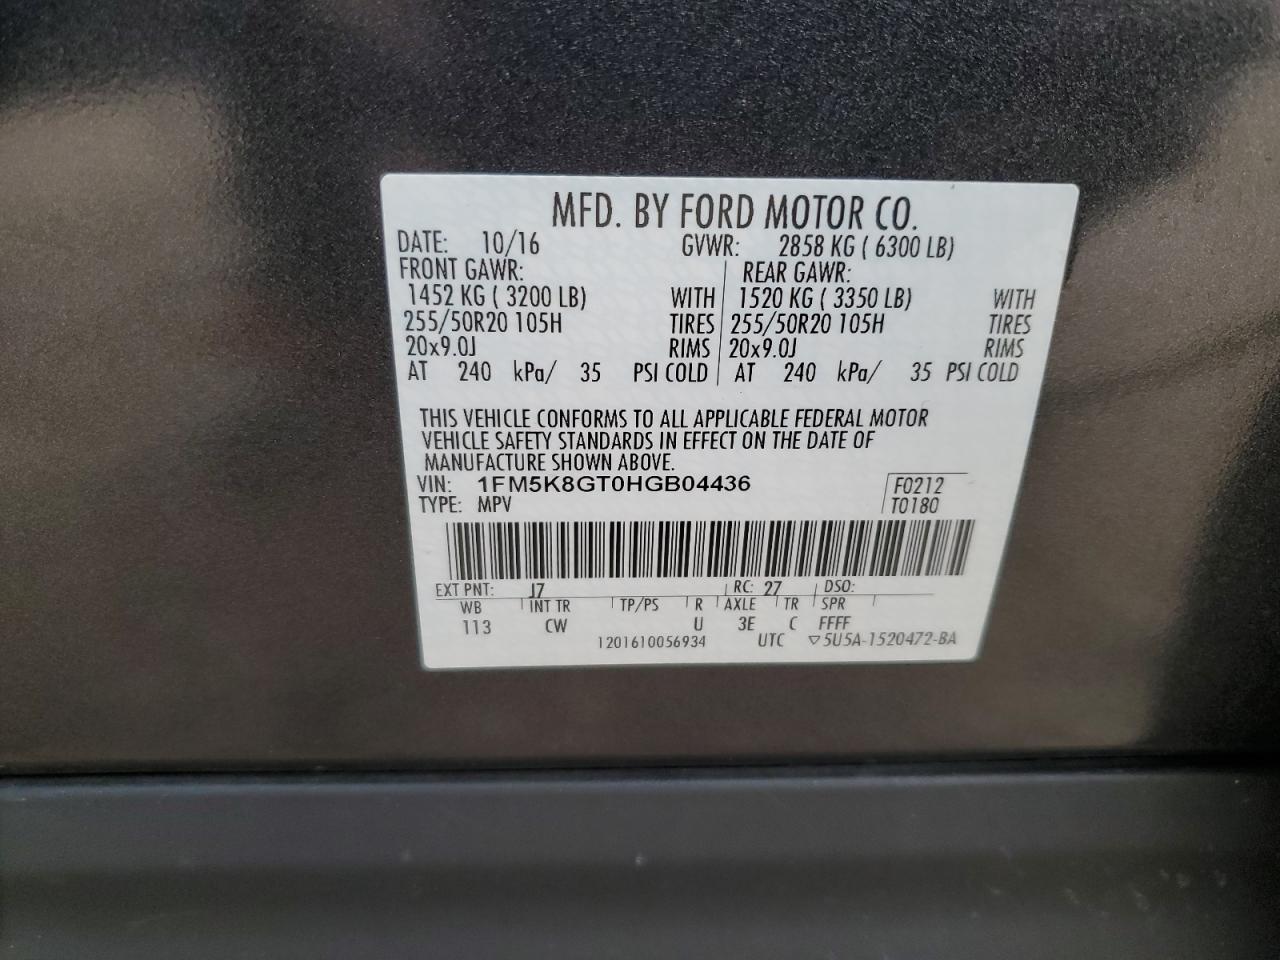 MFD. BY FORD MOTOR CO.
DATE: 10/16 GVWR: 2858 KG ( 6300 LB)
FRONT GAWR: REAR GAWR:
1452 KG ( 3200 LB) WITH 1520 KG ( 3350 LB) WITH
255/50R20 105H TIRES 255/50R20 105H TIRES
20x9.0J RIMS 20x9.0J RIMS
AT 240 kPa/ 35 PSI COLD AT 240 kPa/ 35 PSI COLD
THIS VEHICLE CONFORMS TO ALL APPLICABLE FEDERAL MOTOR
VEHICLE SAFETY STANDARDS IN EFFECT ON THE DATE OF
MANUFACTURE SHOWN ABOVE.
VIN: 1FM5K8GT0HGB04436 F0212
TYPE: MPV T0180
EXT PNT: J7 RC: 27 DSO:
WB INT TR TP/PS R AXLE TR SPR
113 CW U 3E C FFFF
1201610056934 UTC ▽5U5A-1520472-BA